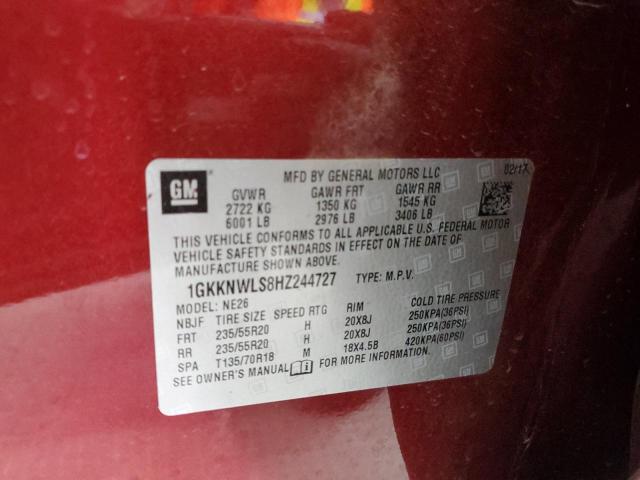 GM
MFD BY GENERAL MOTORS LLC
02/17
GVWR GAWR FRT GAWR RR
2722 KG 1350 KG 1545 KG
6001 LB 2976 LB 3406 LB
THIS VEHICLE CONFORMS TO ALL APPLICABLE U.S. FEDERAL MOTOR
VEHICLE SAFETY STANDARDS IN EFFECT ON THE DATE OF
MANUFACTURE SHOWN ABOVE.
1GKKNWLS8HZ244727 TYPE: M.P.V.
MODEL: NE26
NBJF TIRE SIZE SPEED RTG RIM COLD TIRE PRESSURE
FRT 235/55R20 H 20X8J 250KPA(36PSI)
RR 235/55R20 H 20X8J 250KPA(36PSI)
SPA T135/70R18 M 18X4.5B 420KPA(60PSI)
SEE OWNER'S MANUAL FOR MORE INFORMATION.